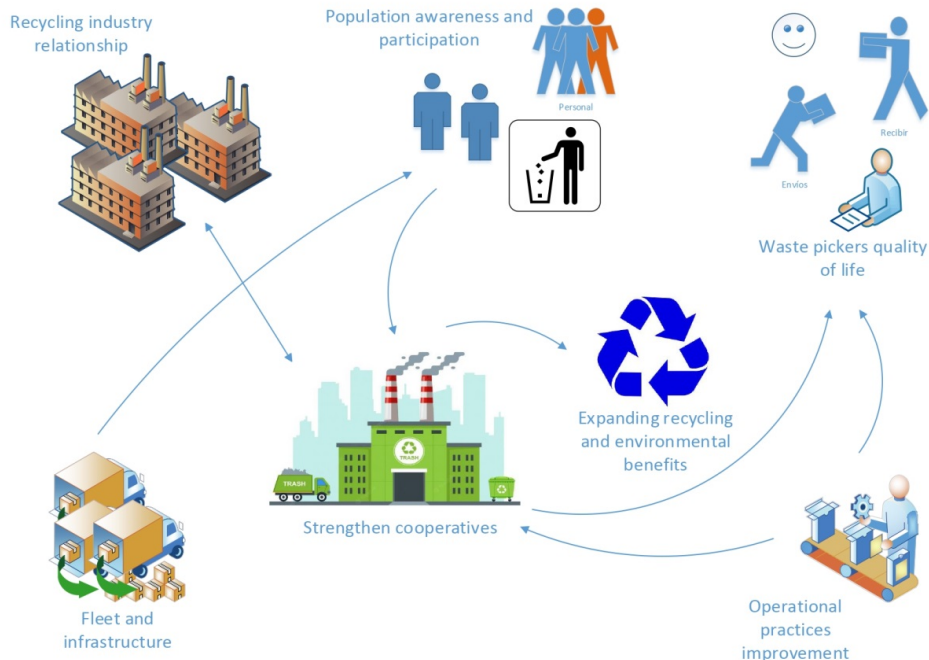 Recycling industry
relationship
Population awareness and
participation
Personal
Recibir
Envíos
Waste pickers quality
of life
TRASH
TRASH
Strengthen cooperatives
Expanding recycling
and environmental
benefits
Fleet and
infrastructure
Operational
practices
improvement